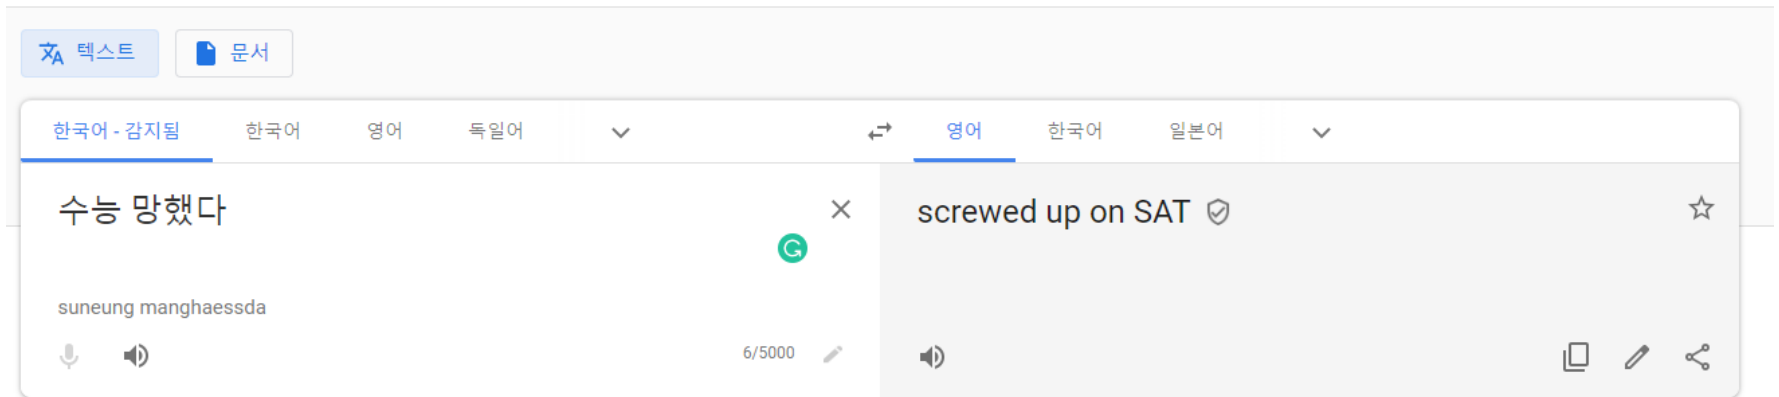 텍스트 문서
한국어 - 감지됨 한국어 영어 독일어 영어 한국어 일본어
수능 망했다
screwed up on SAT
suneung manghaessda
6/5000